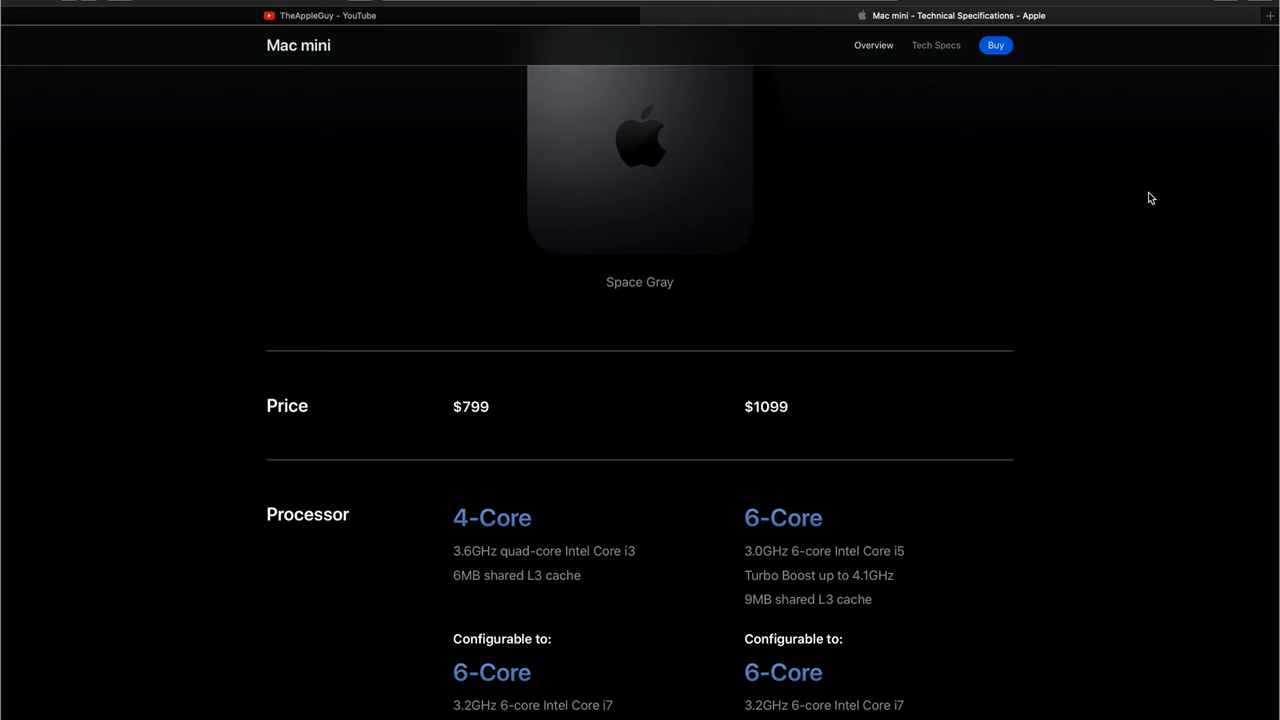 TheAppleGuy - YouTube
Mac mini - Technical Specifications - Apple
Mac mini
Overview
Tech Specs
Buy
Space Gray
Price
$799
$1099
Processor
4-Core
6-Core
3.6GHz quad-core Intel Core i3
3.0GHz 6-core Intel Core i5
6MB shared L3 cache
Turbo Boost up to 4.1GHz
9MB shared L3 cache
Configurable to:
Configurable to:
6-Core
6-Core
3.2GHz 6-core Intel Core i7
3.2GHz 6-core Intel Core i7